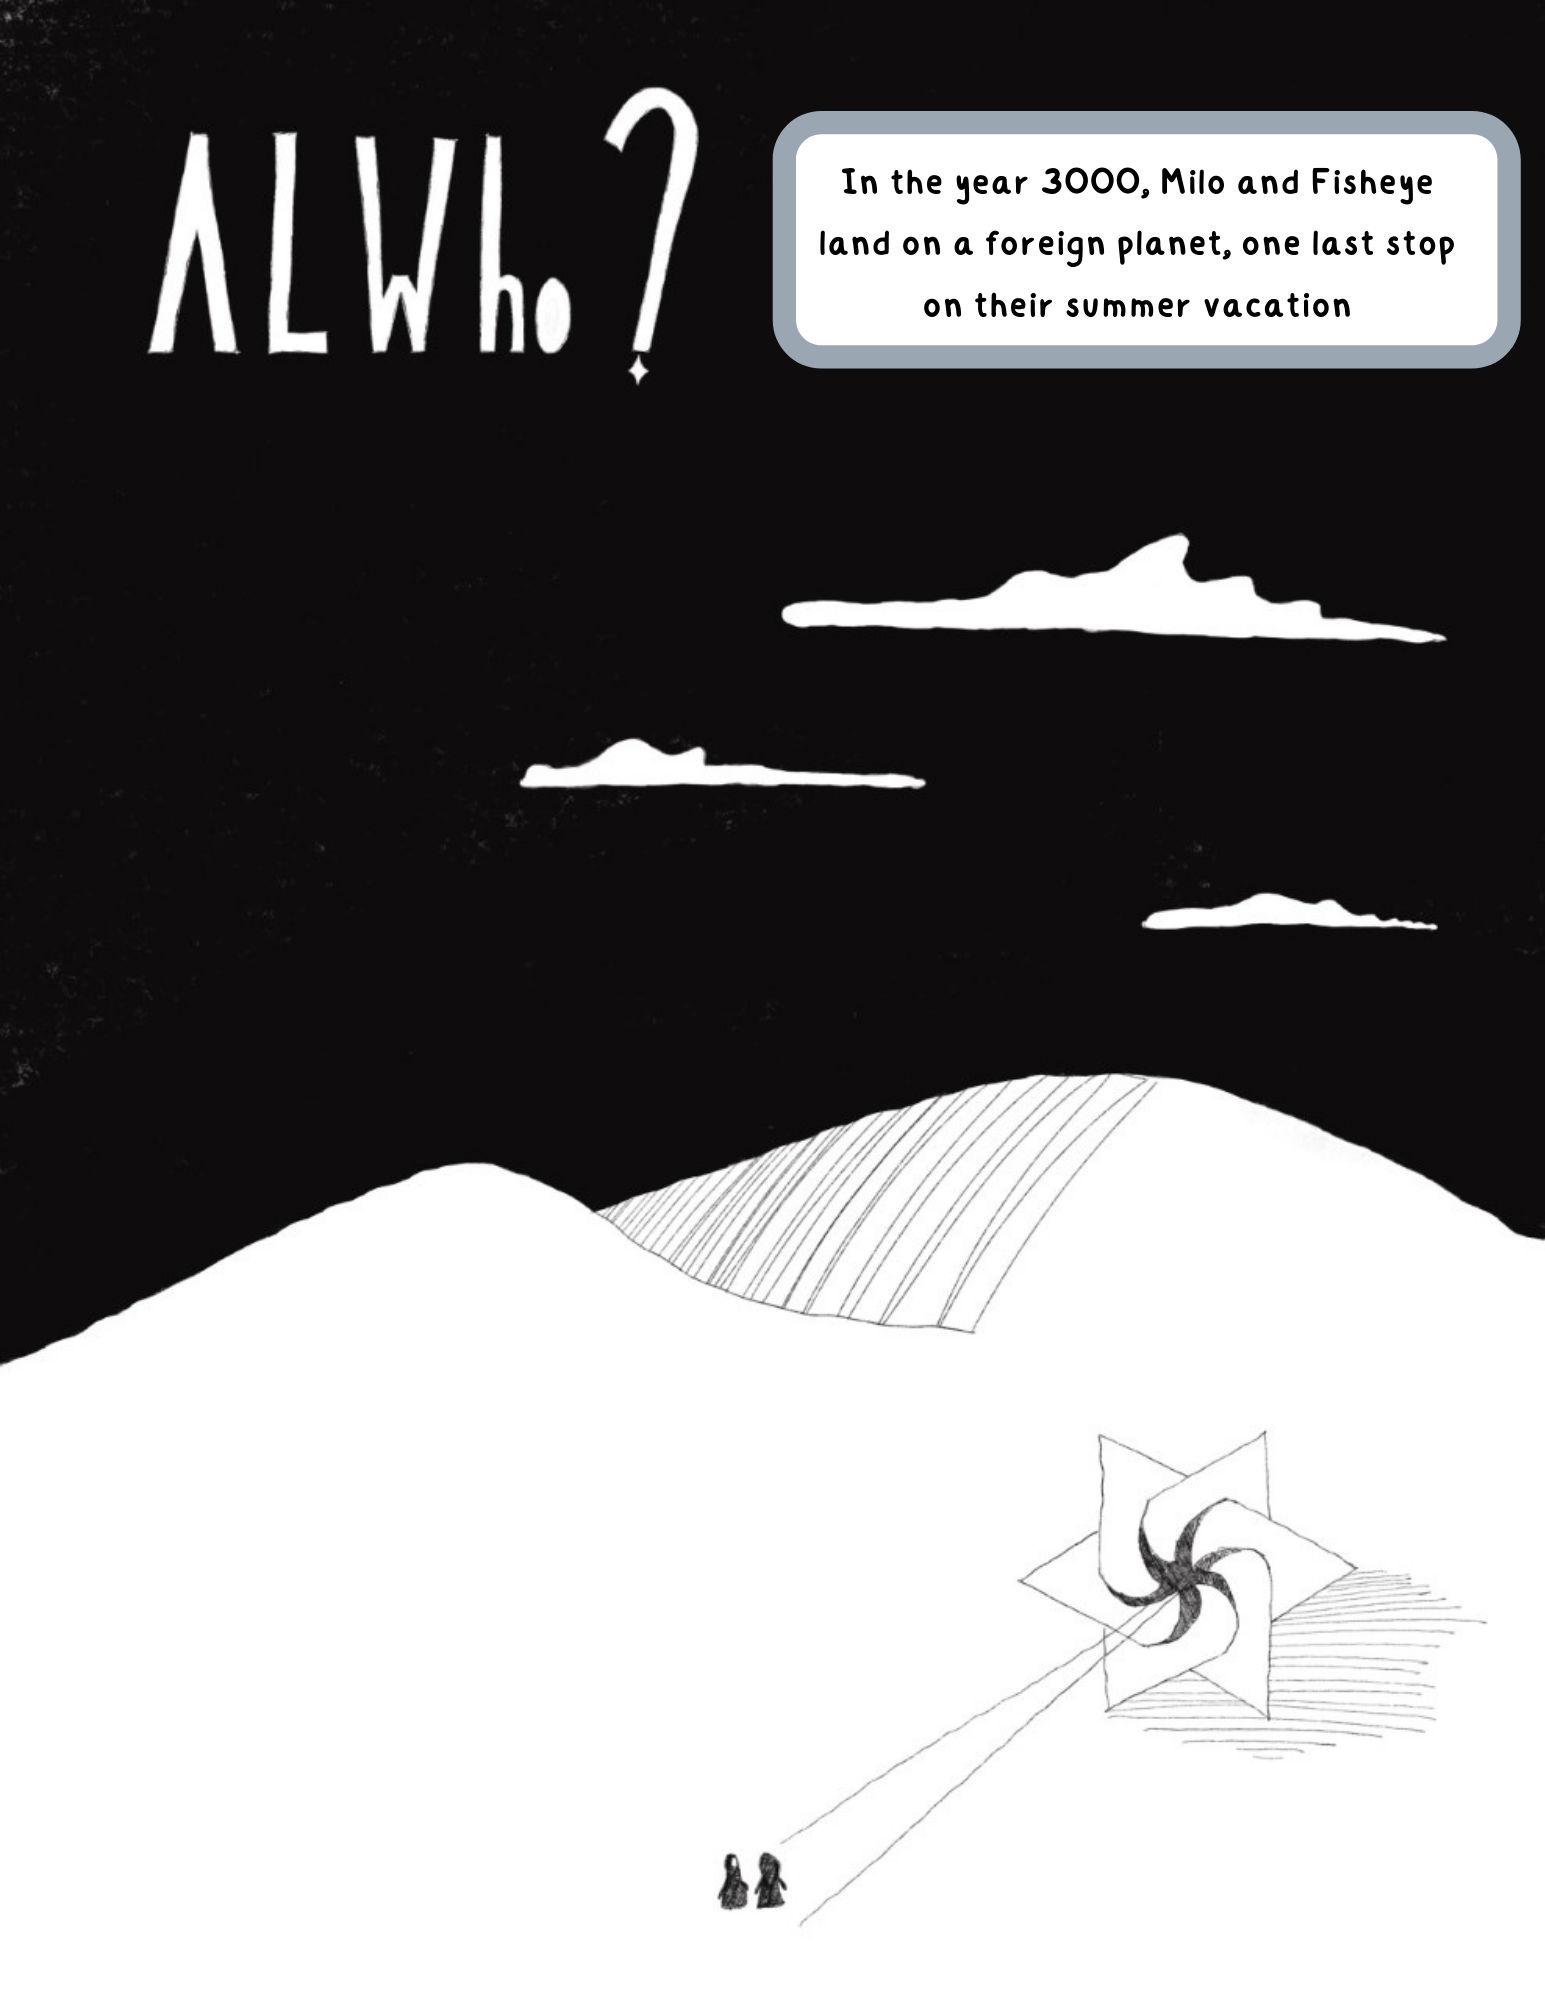 ALWho?
In the year 3000, Milo and Fisheye
land on a foreign planet, one last stop
on their summer vacation